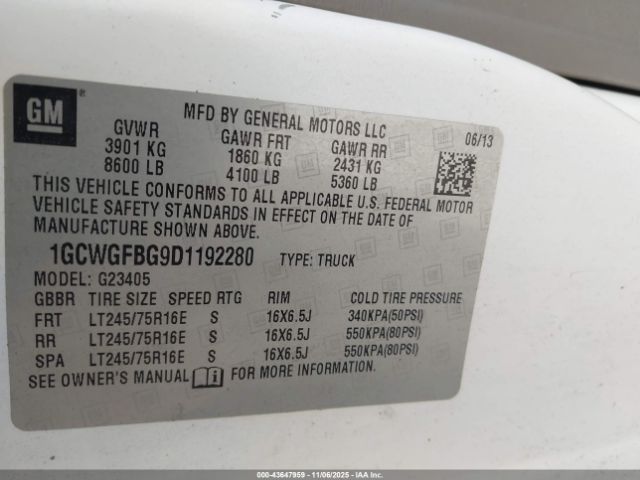 GM ®
MFD BY GENERAL MOTORS LLC
GVWR GAWR FRT GAWR RR 06/13
3901 KG 1860 KG 2431 KG
8600 LB 4100 LB 5360 LB
THIS VEHICLE CONFORMS TO ALL APPLICABLE U.S. FEDERAL MOTOR
VEHICLE SAFETY STANDARDS IN EFFECT ON THE DATE OF
MANUFACTURE SHOWN ABOVE.
1GCWGFBG9D1192280 TYPE: TRUCK
MODEL: G23405
GBBR TIRE SIZE SPEED RTG RIM COLD TIRE PRESSURE
FRT LT245/75R16E S 16X6.5J 340KPA(50PSI)
RR LT245/75R16E S 16X6.5J 550KPA(80PSI)
SPA LT245/75R16E S 16X6.5J 550KPA(80PSI)
SEE OWNER'S MANUAL FOR MORE INFORMATION.
000-43647959 - 11/06/2025 - IAAI.COM